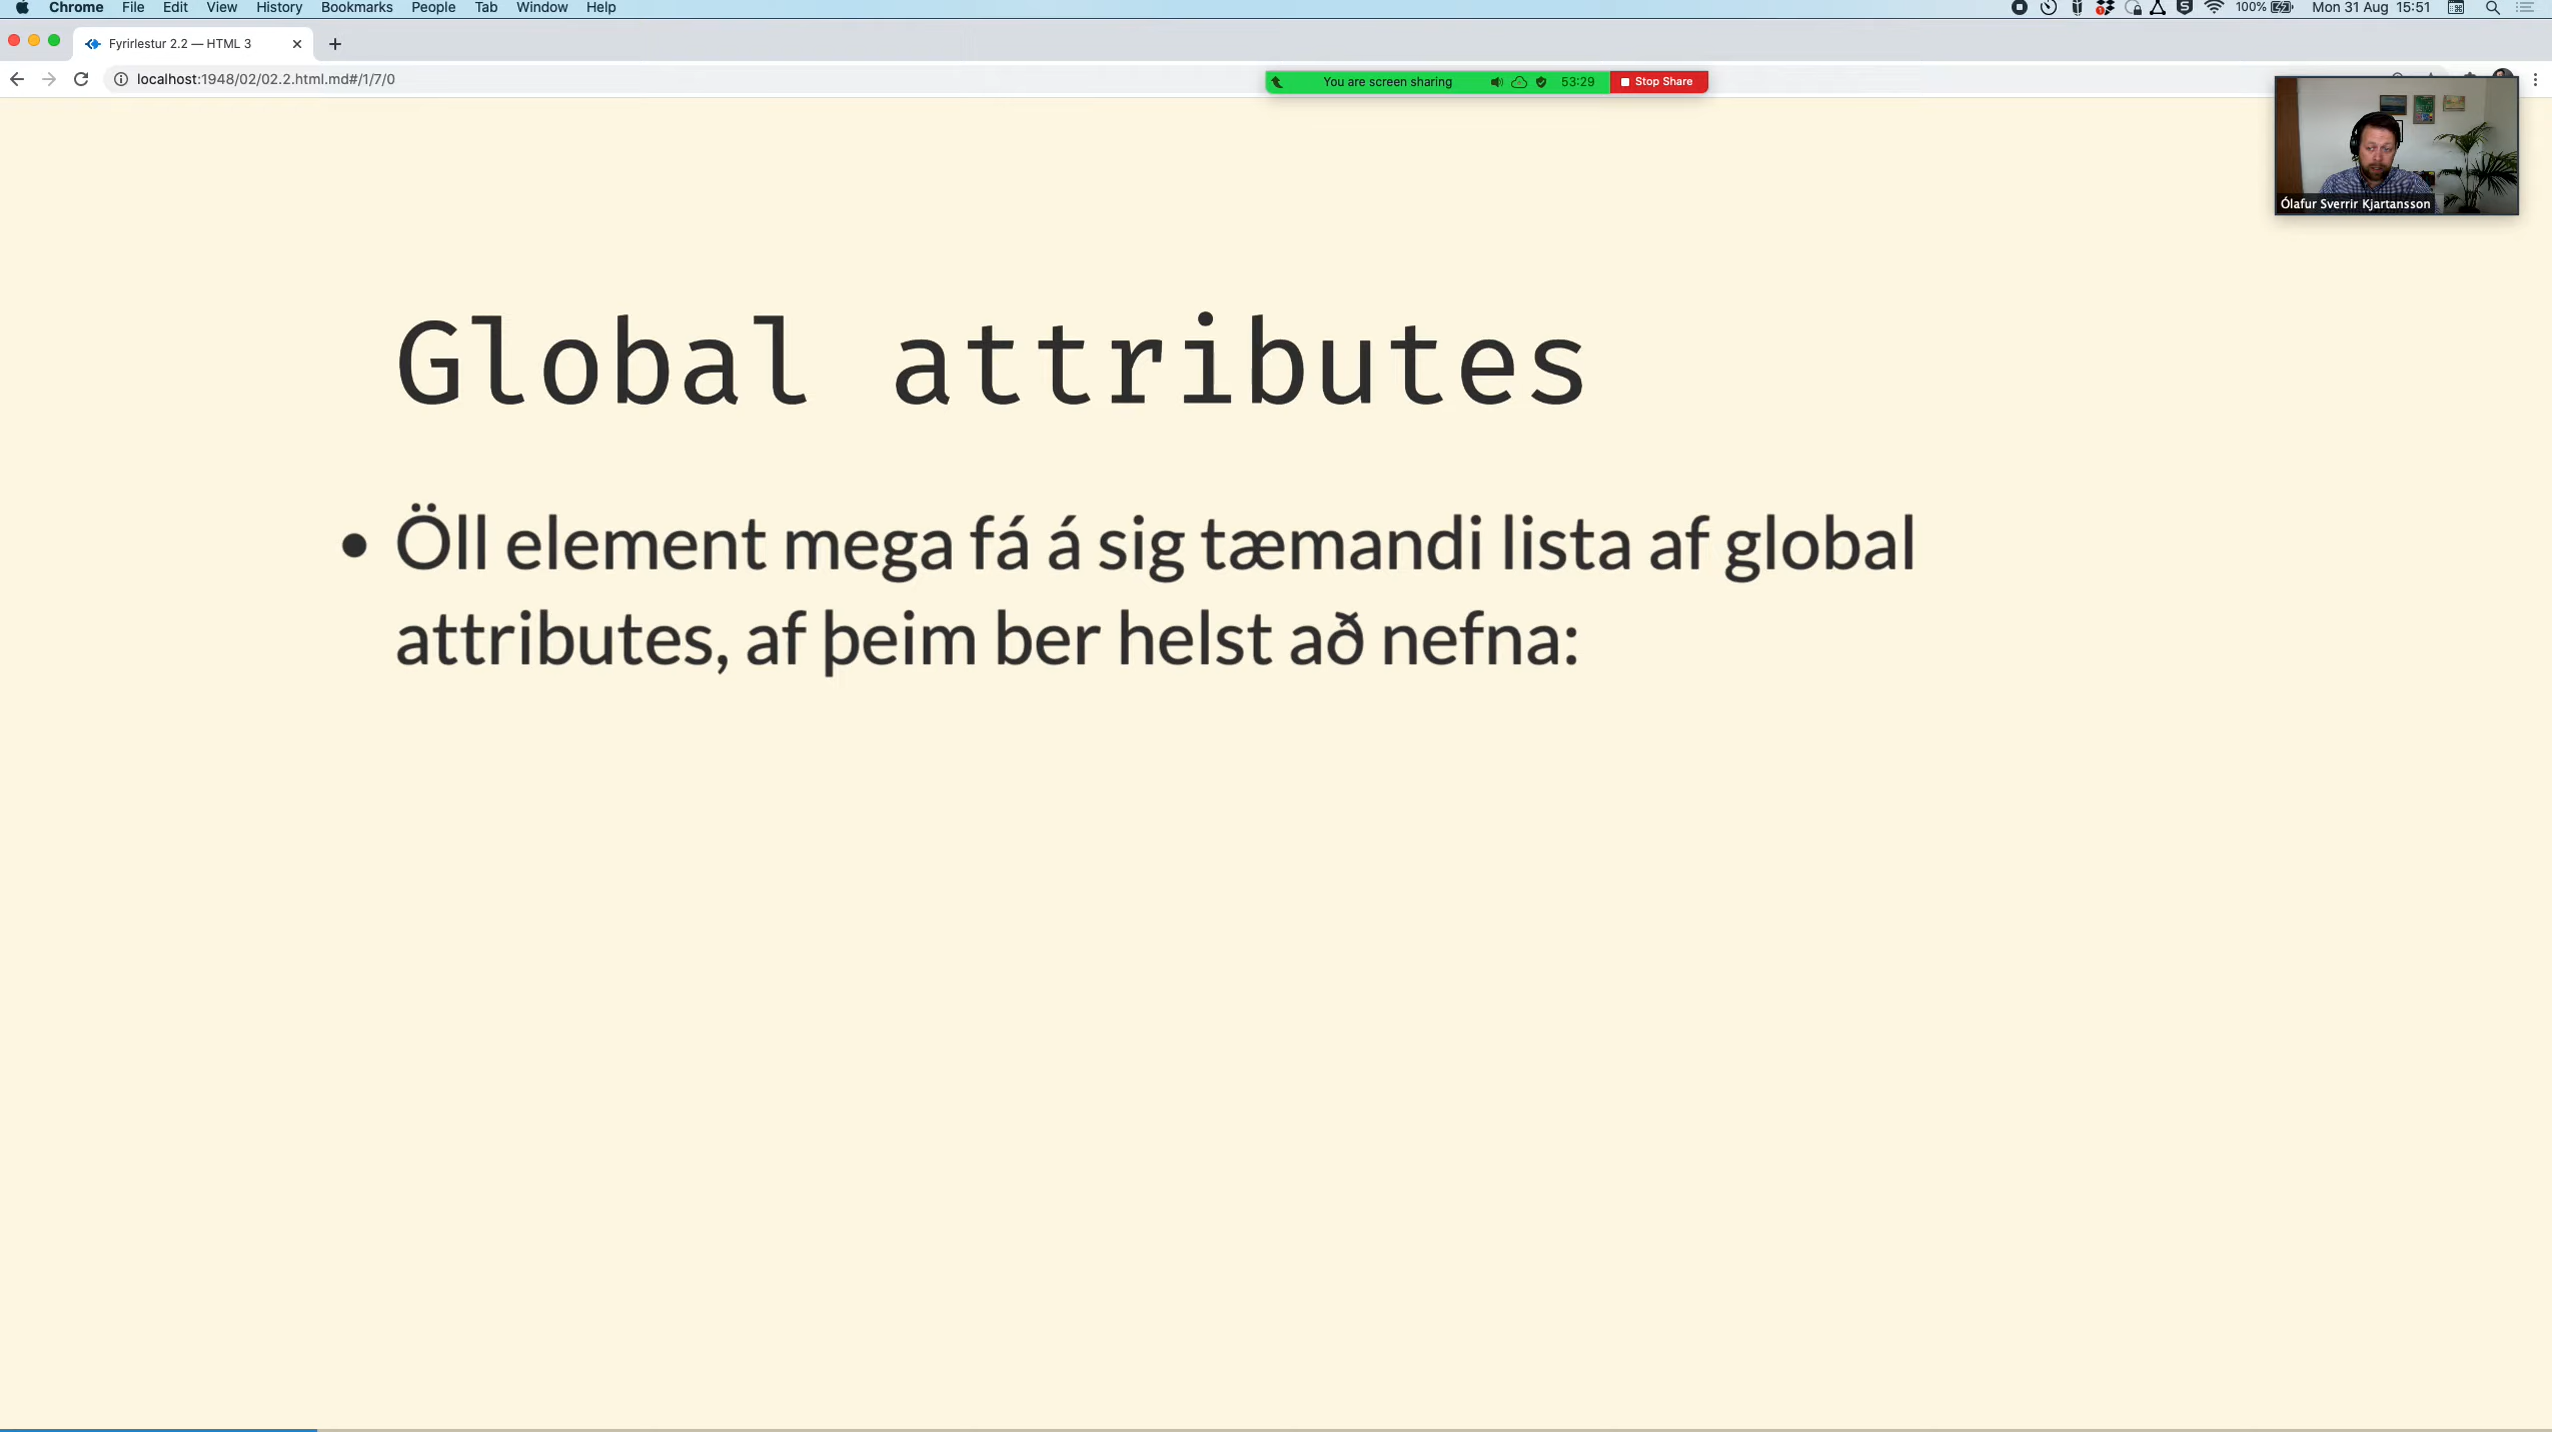 Chrome File Edit View History Bookmarks People Tab Window Help
100% Mon 31 Aug 15:51
Fyrirlestur 2.2 — HTML 3
localhost:1948/02/02.2.html.md#/1/7/0
You are screen sharing 53:29 Stop Share
Ólafur Sverrir Kjartansson
Global attributes
• Öll element mega fá á sig tæmandi lista af global
attributes, af þeim ber helst að nefna: